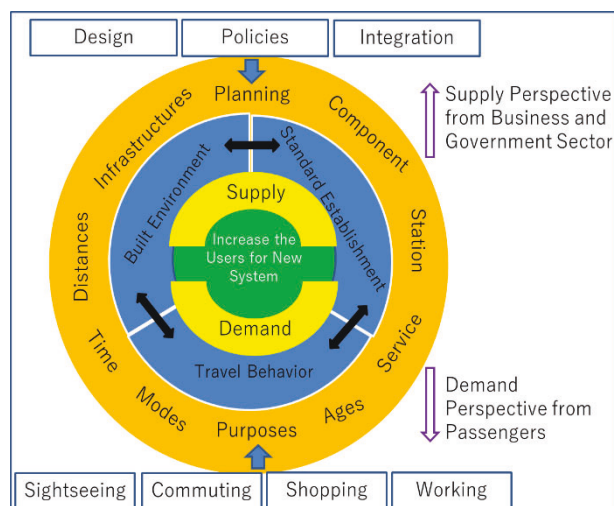 Design
Policies
Integration
Planning
Infrastructures
Component
Supply Perspective
from Business and
Government Sector
Built Environment
Standard Establishment
Supply
Increase the
Users for New
System
Distances
Station
Demand
Time
Service
Travel Behavior
Modes
Ages
Purposes
Demand
Perspective from
Passengers
Sightseeing
Commuting
Shopping
Working